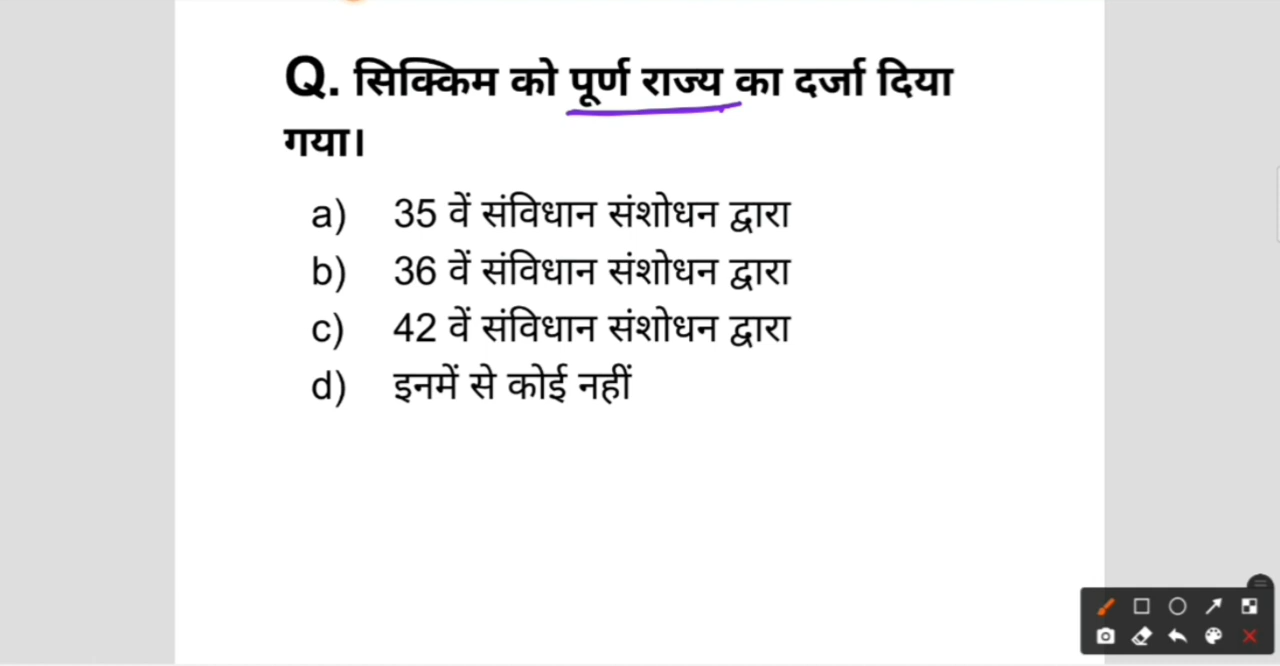 Q. सिक्किम को पूर्ण राज्य का दर्जा दिया
गया।
a) 35 वें संविधान संशोधन द्वारा
b) 36 वें संविधान संशोधन द्वारा
c) 42 वें संविधान संशोधन द्वारा
d) इनमें से कोई नहीं